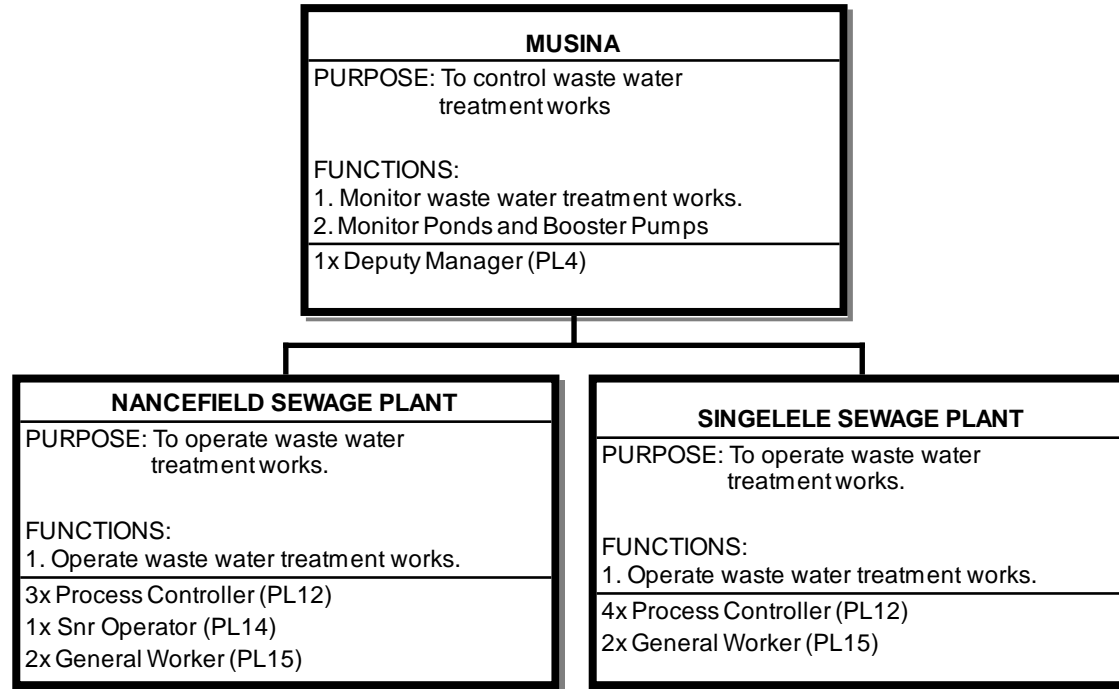 MUSINA
PURPOSE: To control waste water
treatment works
FUNCTIONS:
1. Monitor waste water treatment works.
2. Monitor Ponds and Booster Pumps
1x Deputy Manager (PL4)
NANCEFIELD SEWAGE PLANT
PURPOSE: To operate waste water
treatment works.
FUNCTIONS:
1. Operate waste water treatment works.
3x Process Controller (PL12)
1x Snr Operator (PL14)
2x General Worker (PL15)
SINGELELE SEWAGE PLANT
PURPOSE: To operate waste water
treatment works.
FUNCTIONS:
1. Operate waste water treatment works.
4x Process Controller (PL12)
2x General Worker (PL15)